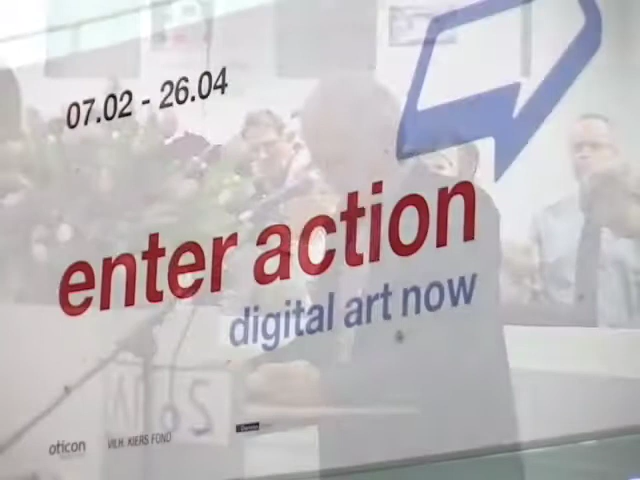 07.02 - 26.04
enter action
digital art now
oticon
VILH. KIERS FOND